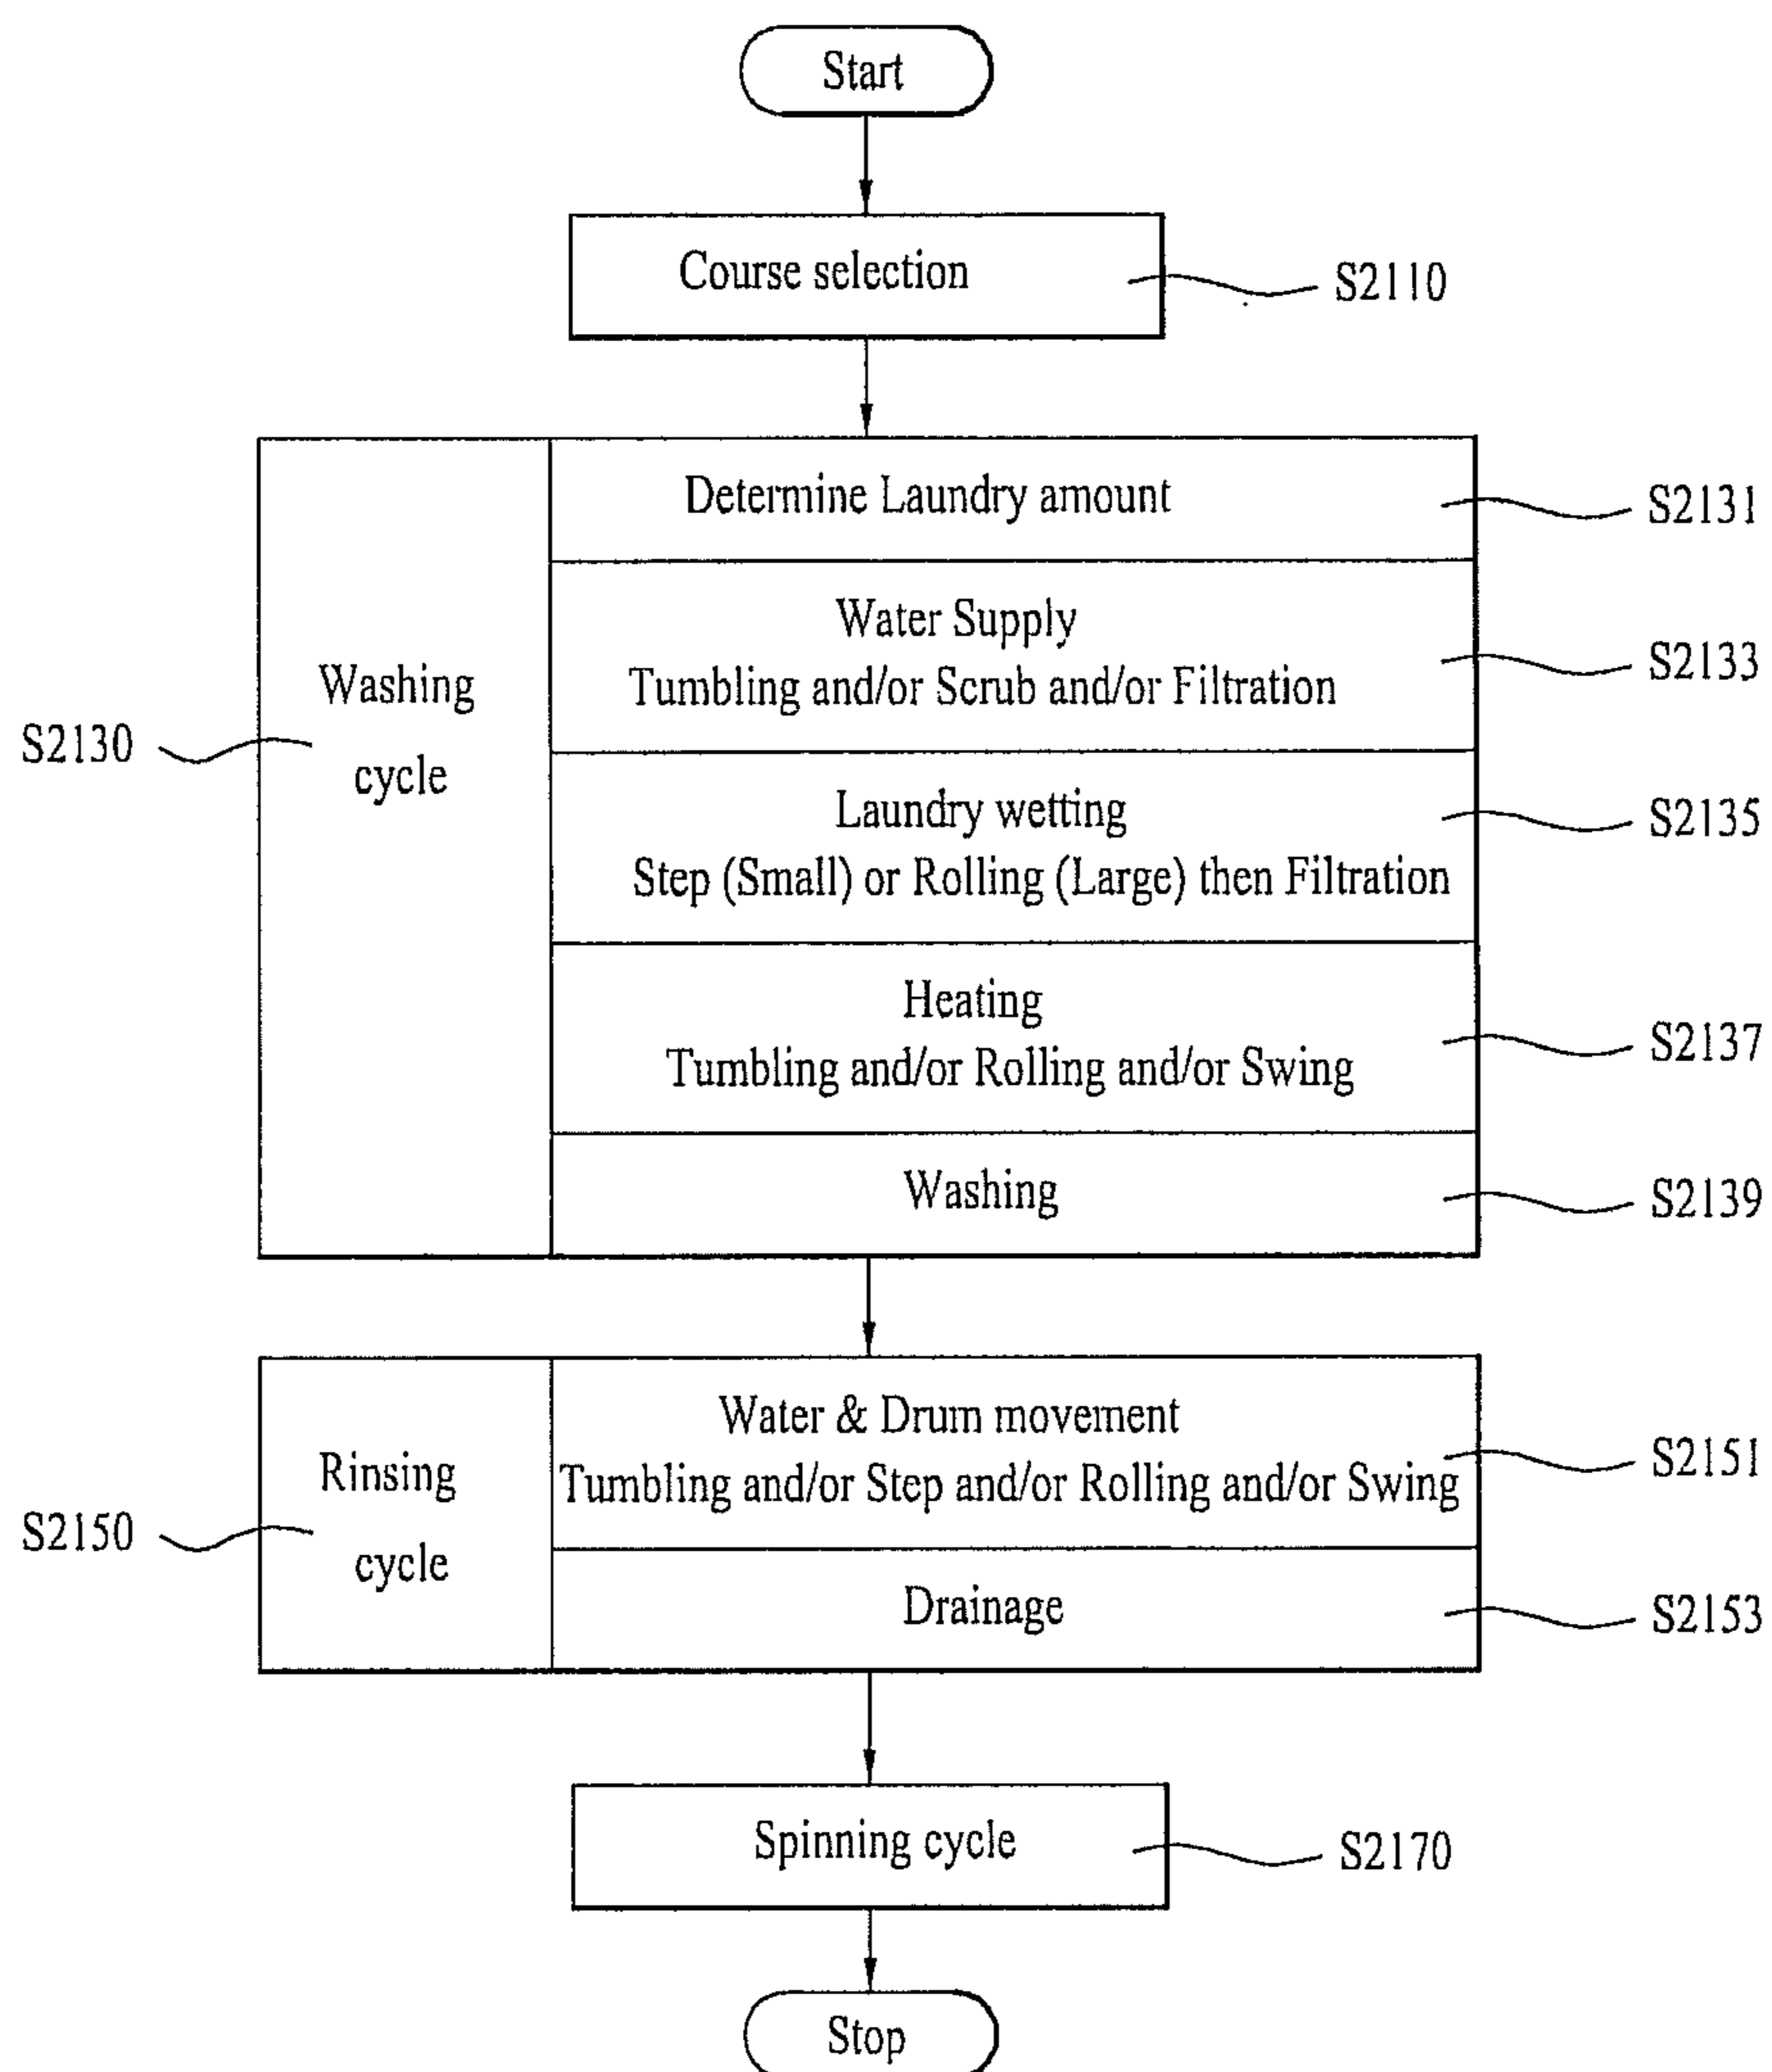 Start
Course selection
S2110
Washing
cycle
S2130
Determine Laundry amount
S2131
Water Supply
Tumbling and/or Scrub and/or Filtration
S2133
Laundry wetting
Step (Small) or Rolling (Large) then Filtration
S2135
Heating
Tumbling and/or Rolling and/or Swing
S2137
Washing
S2139
Rinsing
cycle
S2150
Water & Drum movement
Tumbling and/or Step and/or Rolling and/or Swing
S2151
Drainage
S2153
Spinning cycle
S2170
Stop